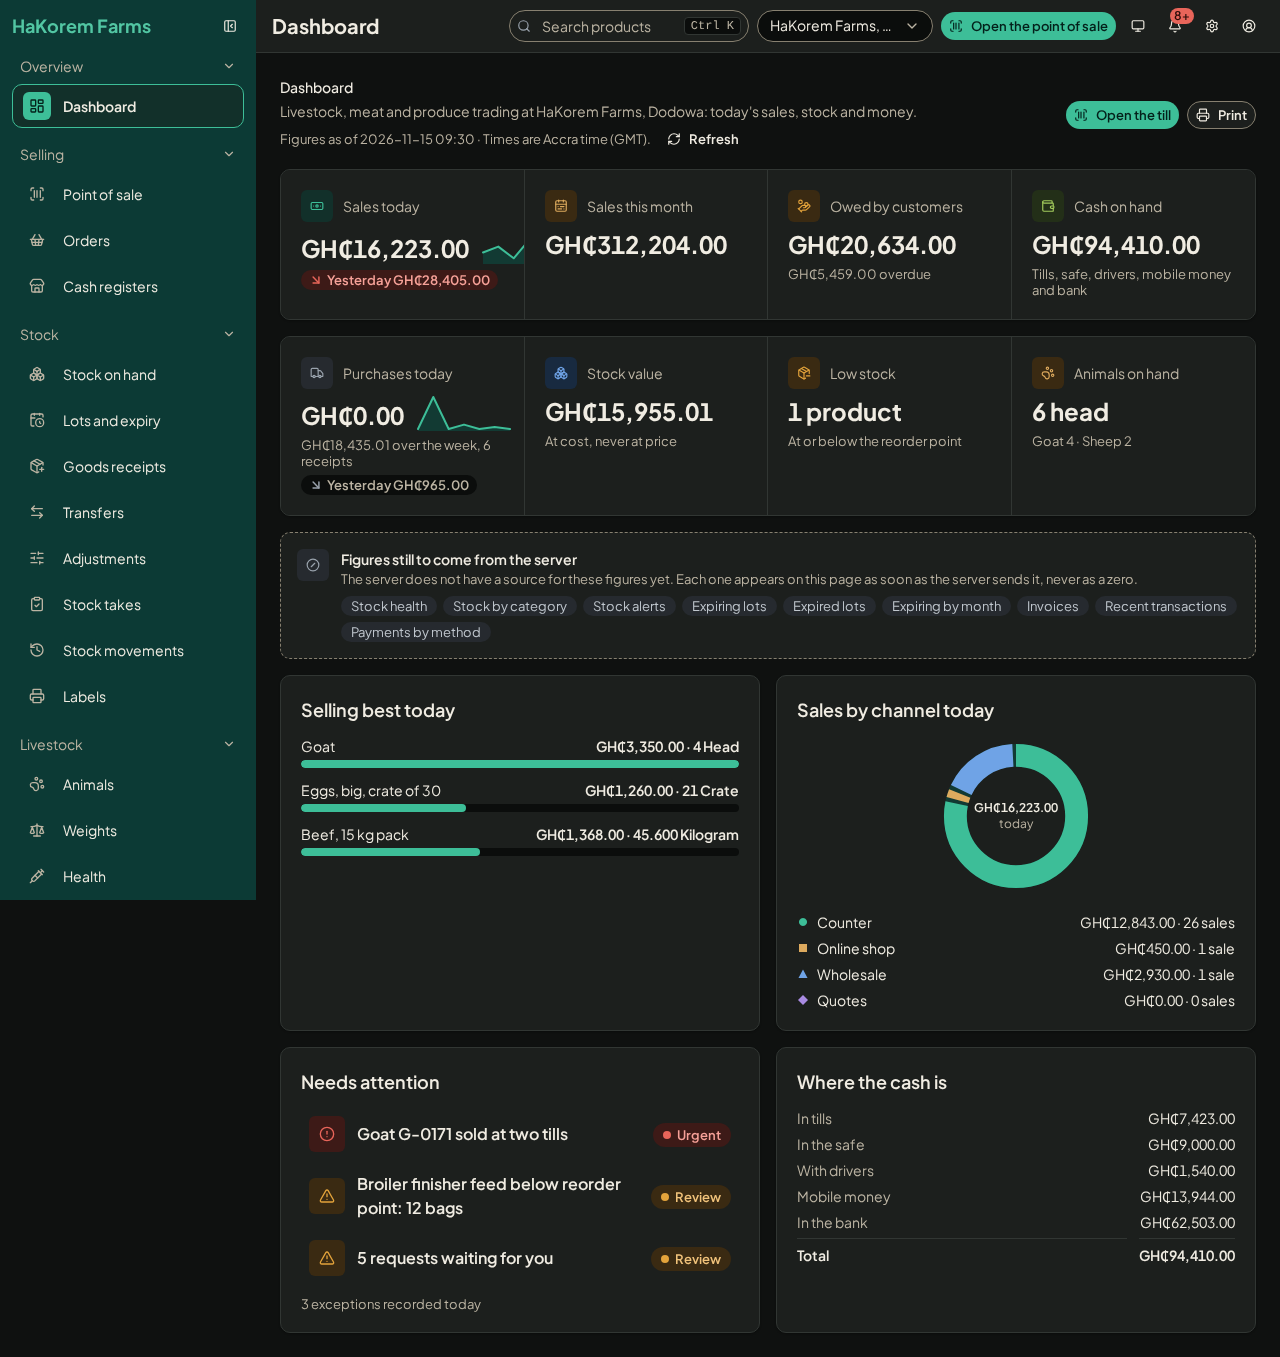 HaKorem Farms
Dashboard
Search products
Ctrl K
HaKorem Farms, ...
Open the point of sale
8+
Overview
Dashboard
Selling
Point of sale
Orders
Cash registers
Stock
Stock on hand
Lots and expiry
Goods receipts
Transfers
Adjustments
Stock takes
Stock movements
Labels
Livestock
Animals
Weights
Health
Dashboard
Livestock, meat and produce trading at HaKorem Farms, Dodowa: today's sales, stock and money.
Figures as of 2026-11-15 09:30 · Times are Accra time (GMT).
Refresh
Open the till
Print
Sales today
GH₵16,223.00
Yesterday GH₵28,405.00
Sales this month
GH₵312,204.00
Owed by customers
GH₵20,634.00
GH₵5,459.00 overdue
Cash on hand
GH₵94,410.00
Tills, safe, drivers, mobile money
and bank
Purchases today
GH₵0.00
GH₵18,435.01 over the week, 6
receipts
Yesterday GH₵965.00
Stock value
GH₵15,955.01
At cost, never at price
Low stock
1 product
At or below the reorder point
Animals on hand
6 head
Goat 4 · Sheep 2
Figures still to come from the server
The server does not have a source for these figures yet. Each one appears on this page as soon as the server sends it, never as a zero.
Stock health
Stock by category
Stock alerts
Expiring lots
Expired lots
Expiring by month
Invoices
Recent transactions
Payments by method
Selling best today
Goat
GH₵3,350.00 · 4 Head
Eggs, big, crate of 30
GH₵1,260.00 · 21 Crate
Beef, 15 kg pack
GH₵1,368.00 · 45.600 Kilogram
Sales by channel today
GH₵16,223.00
today
Counter
GH₵12,843.00 · 26 sales
Online shop
GH₵450.00 · 1 sale
Wholesale
GH₵2,930.00 · 1 sale
Quotes
GH₵0.00 · 0 sales
Needs attention
Goat G-0171 sold at two tills
Urgent
Broiler finisher feed below reorder
point: 12 bags
Review
5 requests waiting for you
Review
3 exceptions recorded today
Where the cash is
In tills
GH₵7,423.00
In the safe
GH₵9,000.00
With drivers
GH₵1,540.00
Mobile money
GH₵13,944.00
In the bank
GH₵62,503.00
Total
GH₵94,410.00